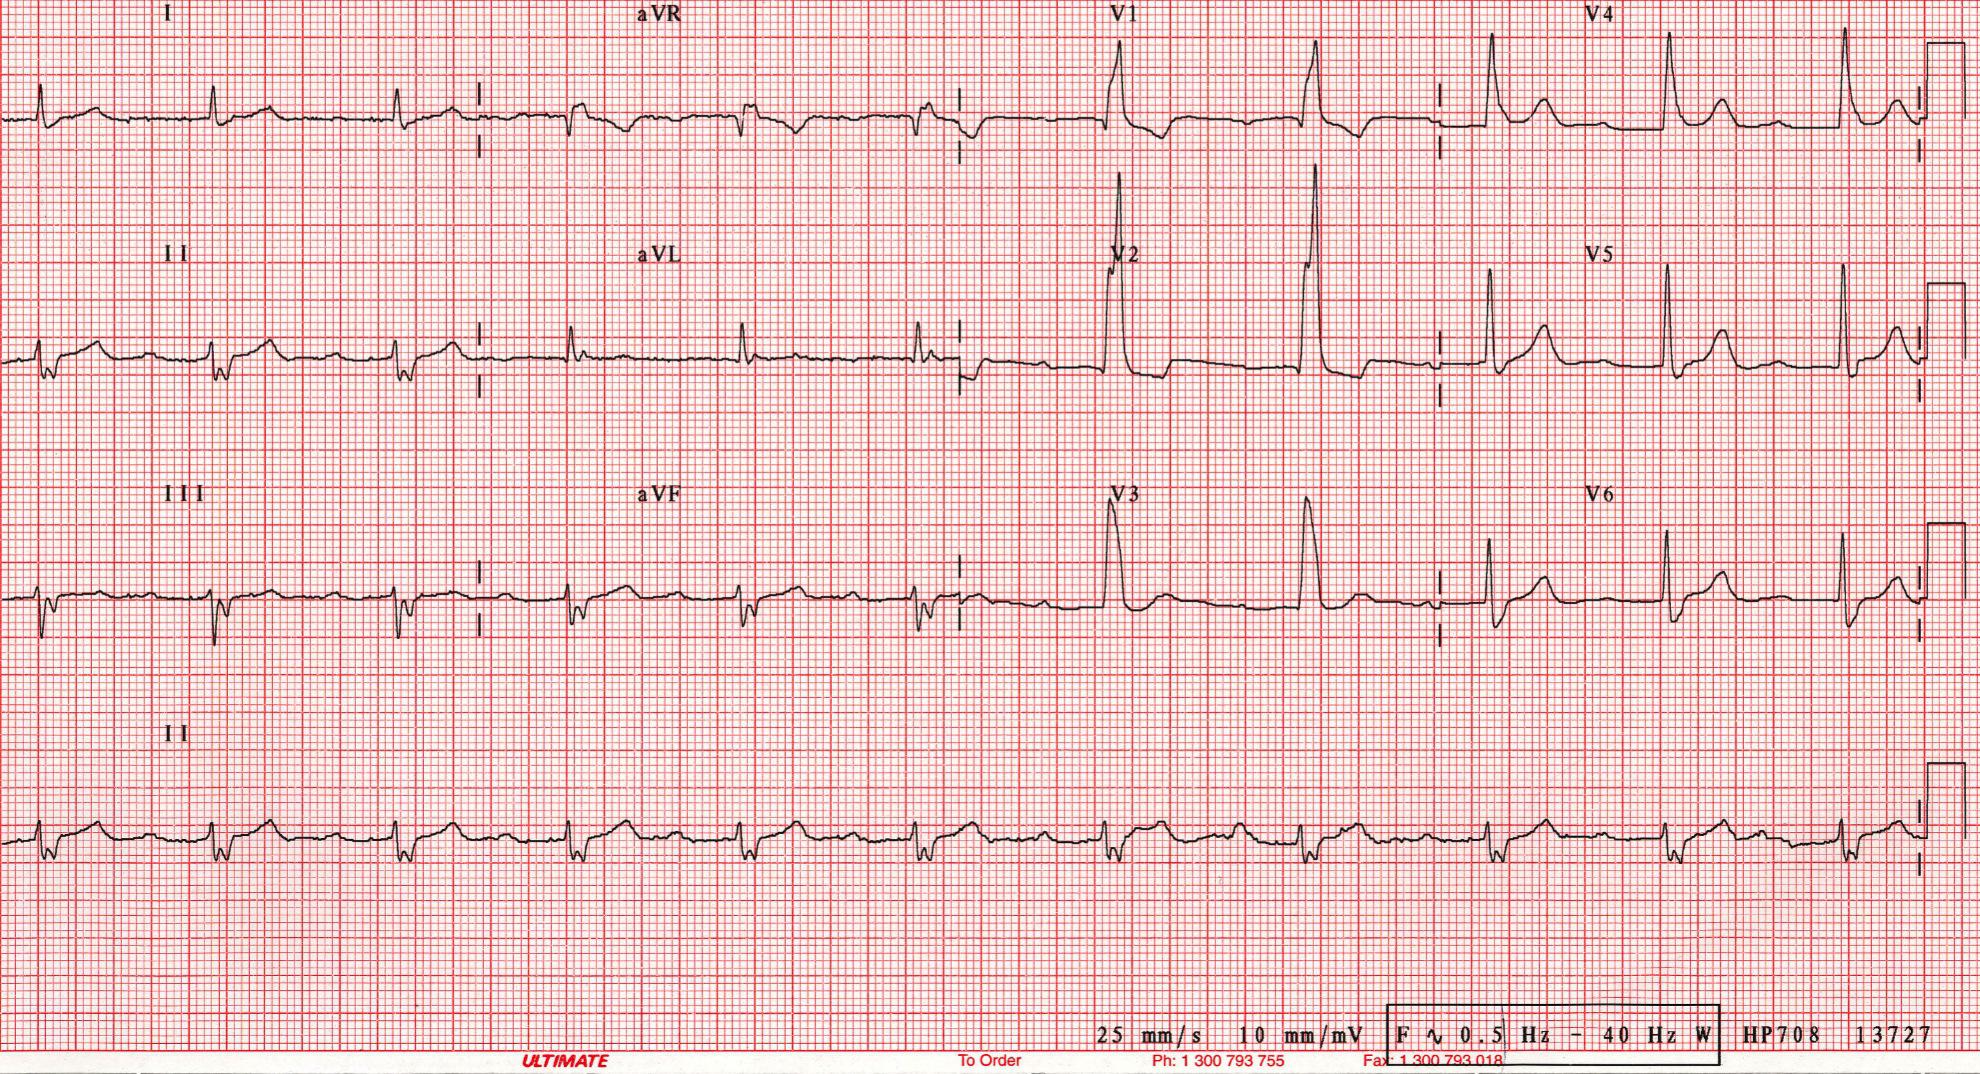 I aVR V1 V4
II aVL V2 V5
III aVF V3 V6
II
25 mm/s 10 mm/mV F ∿ 0.5 Hz - 40 Hz W HP708 13727
ULTIMATE To Order Ph: 1 300 793 755 Fax: 1 300 793 018